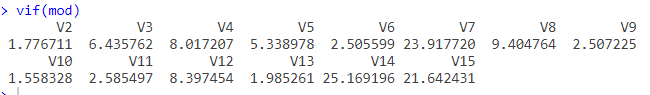 > vif(mod)
V2 V3 V4 V5 V6 V7 V8 V9
1.776711 6.435762 8.017207 5.338978 2.505599 23.917720 9.404764 2.507225
V10 V11 V12 V13 V14 V15
1.558328 2.585497 8.397454 1.985261 25.169196 21.642431
>